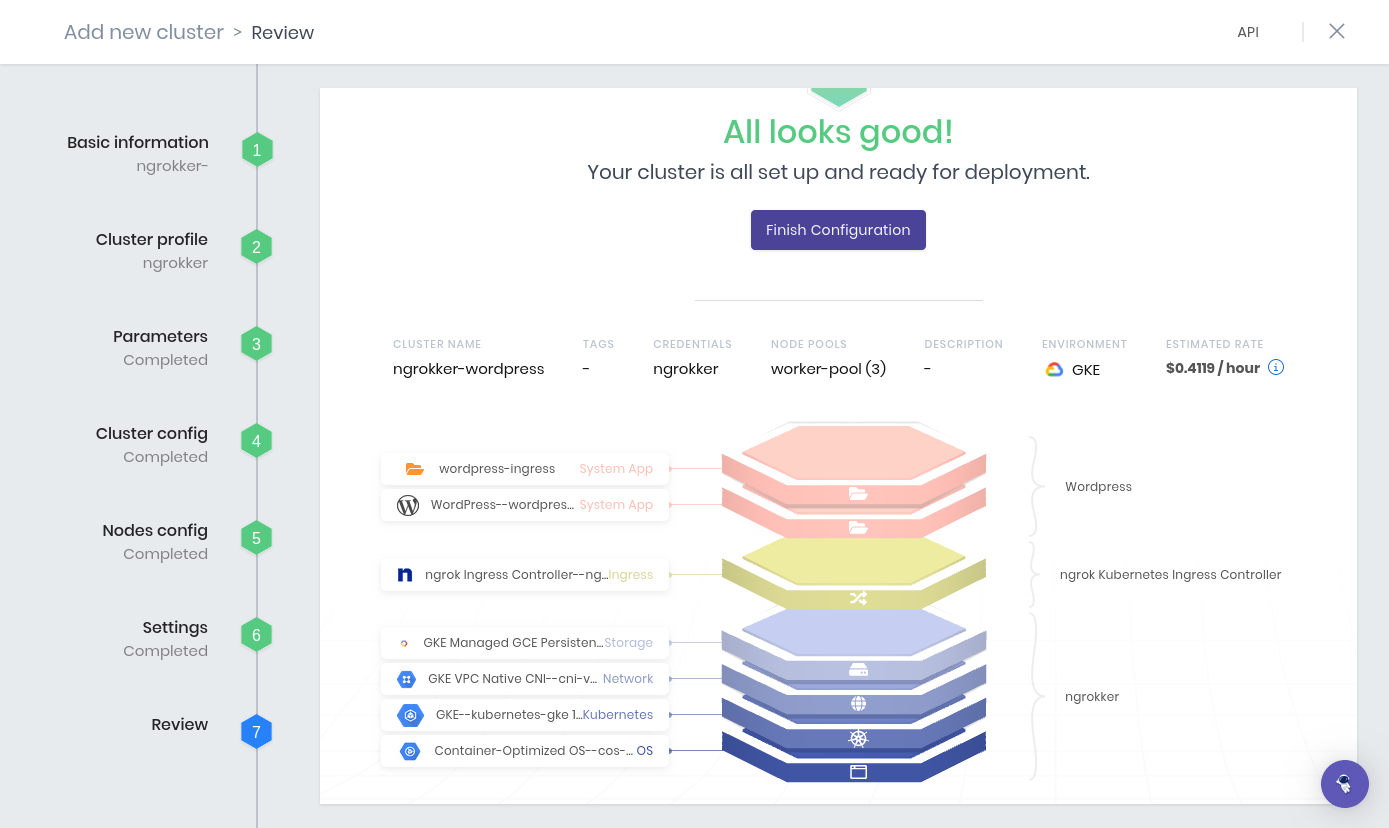 Add new cluster > Review
API
Basic information
ngrokker-
1
Cluster profile
ngrokker
2
Parameters
Completed
3
Cluster config
Completed
4
Nodes config
Completed
5
Settings
Completed
6
Review
7
All looks good!
Your cluster is all set up and ready for deployment.
Finish Configuration
CLUSTER NAME TAGS CREDENTIALS NODE POOLS DESCRIPTION ENVIRONMENT ESTIMATED RATE
ngrokker-wordpress - ngrokker worker-pool (3) - GKE $0.4119 / hour
wordpress-ingress System App
WordPress--wordpres... System App
Wordpress
ngrok Ingress Controller--ng...Ingress
ngrok Kubernetes Ingress Controller
GKE Managed GCE Persisten...Storage
GKE VPC Native CNI--cni-v... Network
GKE--kubernetes-gke 1...Kubernetes
Container-Optimized OS--cos-... OS
ngrokker